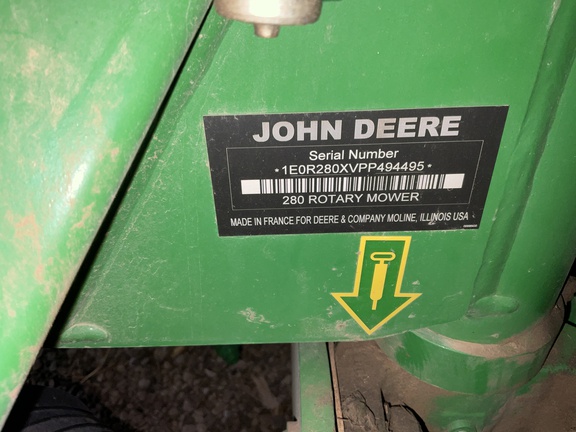 JOHN DEERE
Serial Number
*1E0R280XVPP494495*
280 ROTARY MOWER
MADE IN FRANCE FOR DEERE & COMPANY MOLINE, ILLINOIS USA